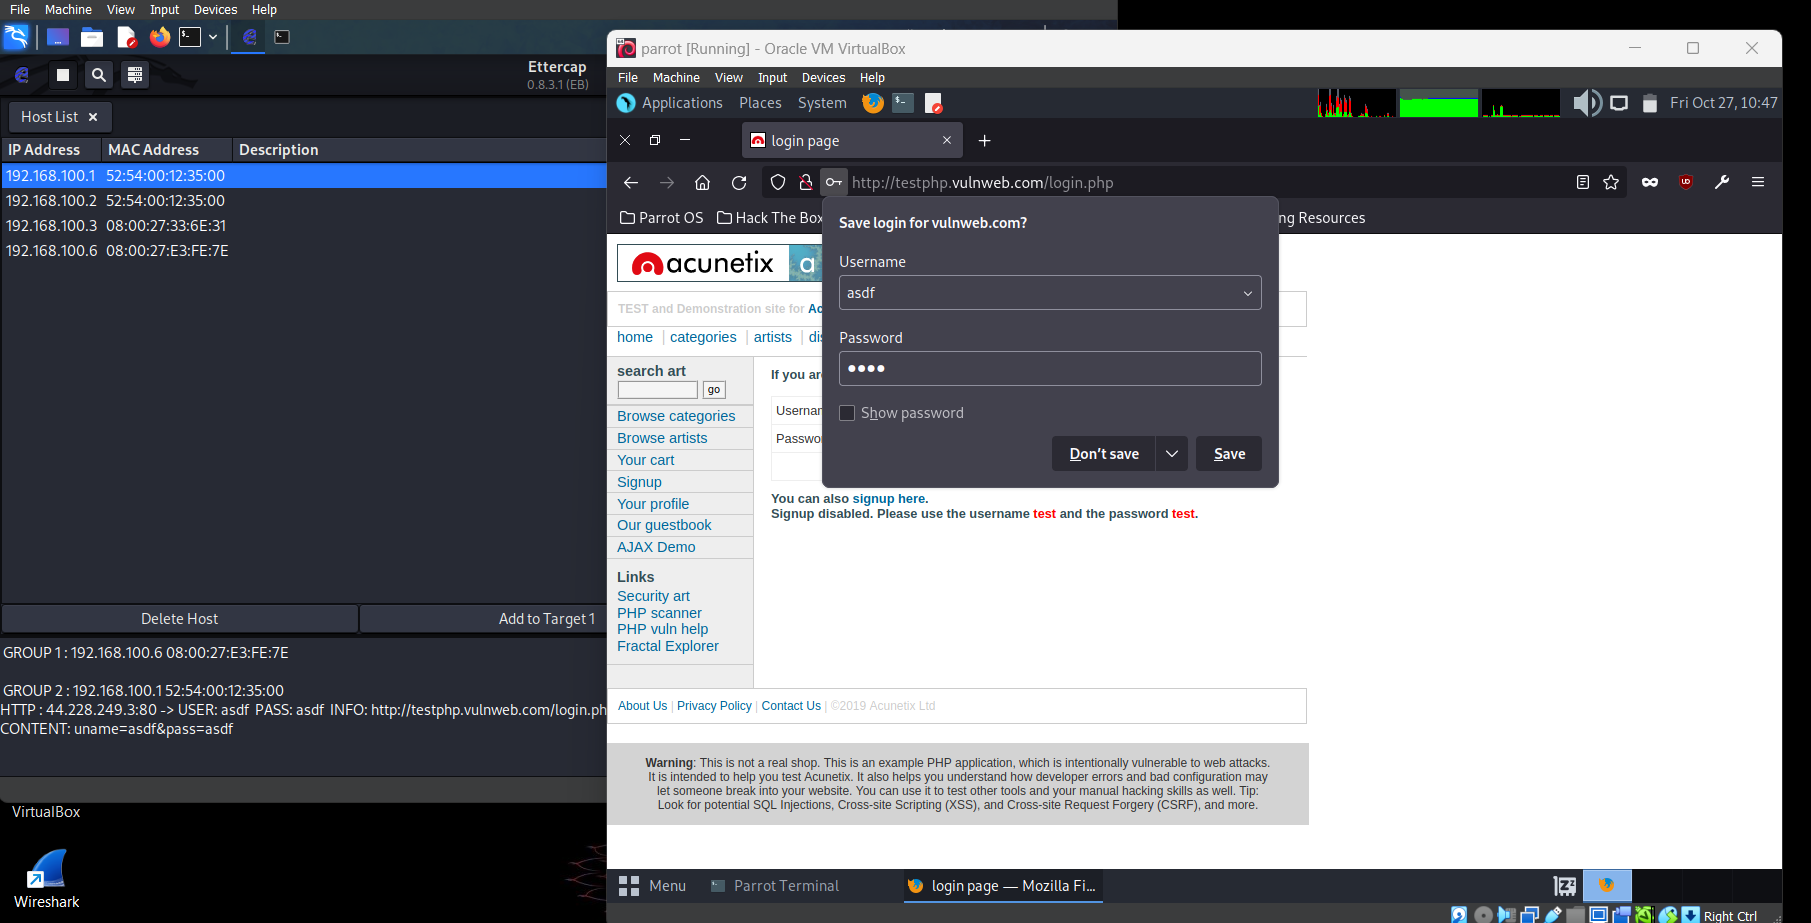 File Machine View Input Devices Help
Ettercap
0.8.3.1 (EB)
Host List ×
IP Address MAC Address Description
192.168.100.1 52:54:00:12:35:00
192.168.100.2 52:54:00:12:35:00
192.168.100.3 08:00:27:33:6E:31
192.168.100.6 08:00:27:E3:FE:7E
Delete Host
Add to Target 1
GROUP 1 : 192.168.100.6 08:00:27:E3:FE:7E
GROUP 2 : 192.168.100.1 52:54:00:12:35:00
HTTP : 44.228.249.3:80 -> USER: asdf PASS: asdf INFO: http://testphp.vulnweb.com/login.ph
CONTENT: uname=asdf&pass=asdf
VirtualBox
Wireshark
parrot [Running] - Oracle VM VirtualBox
File Machine View Input Devices Help
Applications Places System
Fri Oct 27, 10:47
login page
http://testphp.vulnweb.com/login.php
Parrot OS Hack The Box
ng Resources
Save login for vulnweb.com?
Username
asdf
Password
Show password
Don't save
Save
acunetix a
TEST and Demonstration site for Ac
home | categories | artists | dis
search art
go
Browse categories
Browse artists
Your cart
Signup
Your profile
Our guestbook
AJAX Demo
Links
Security art
PHP scanner
PHP vuln help
Fractal Explorer
If you are
Usernam
Passwo
You can also signup here.
Signup disabled. Please use the username test and the password test.
About Us | Privacy Policy | Contact Us | ©2019 Acunetix Ltd
Warning: This is not a real shop. This is an example PHP application, which is intentionally vulnerable to web attacks.
It is intended to help you test Acunetix. It also helps you understand how developer errors and bad configuration may
let someone break into your website. You can use it to test other tools and your manual hacking skills as well. Tip:
Look for potential SQL Injections, Cross-site Scripting (XSS), and Cross-site Request Forgery (CSRF), and more.
Menu
Parrot Terminal
login page — Mozilla Fi...
Right Ctrl